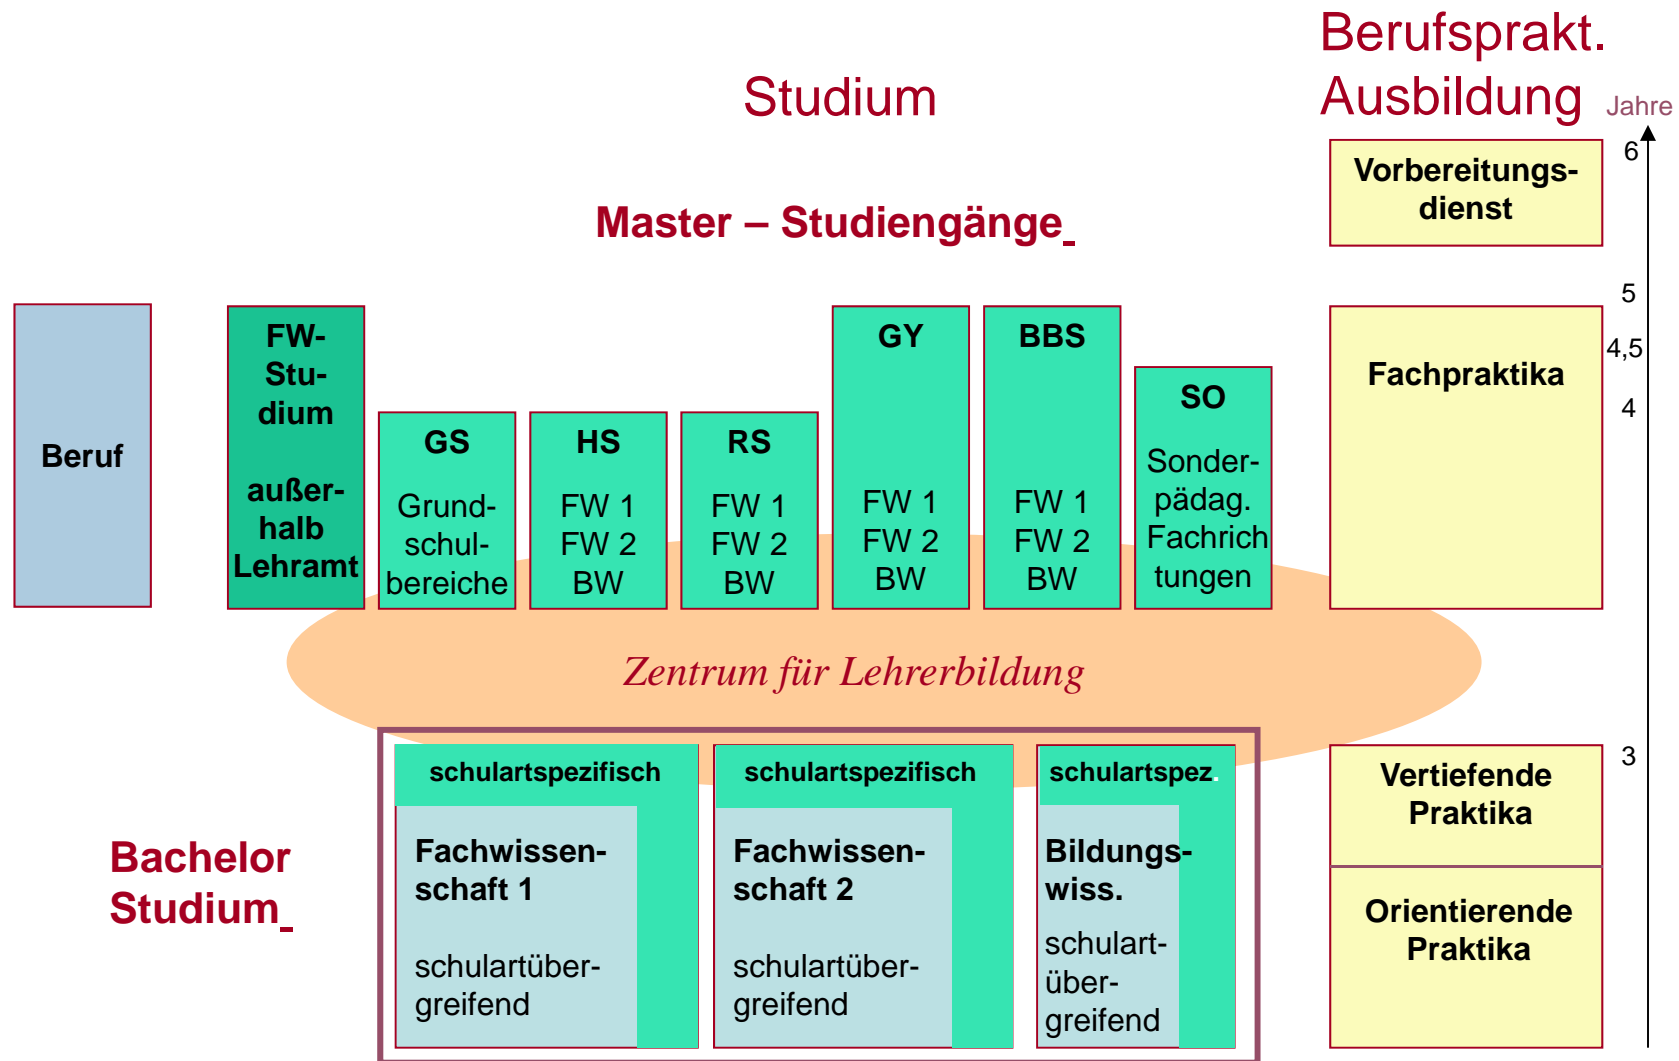 Studium
Berufsprakt.
Ausbildung
Jahre
6
Vorbereitungs-
dienst
Master – Studiengänge
5
4,5
4
Beruf
FW-
Stu-
dium
außer-
halb
Lehramt
GS
Grund-
schul-
bereiche
HS
FW 1
FW 2
BW
RS
FW 1
FW 2
BW
GY
FW 1
FW 2
BW
BBS
FW 1
FW 2
BW
SO
Sonder-
pädag.
Fachrich
tungen
Fachpraktika
Zentrum für Lehrerbildung
3
Bachelor
Studium
schulartspezifisch
Fachwissen-
schaft 1
schulartüber-
greifend
schulartspezifisch
Fachwissen-
schaft 2
schulartüber-
greifend
schulartspez.
Bildungs-
wiss.
schulart-
über-
greifend
Vertiefende
Praktika
Orientierende
Praktika